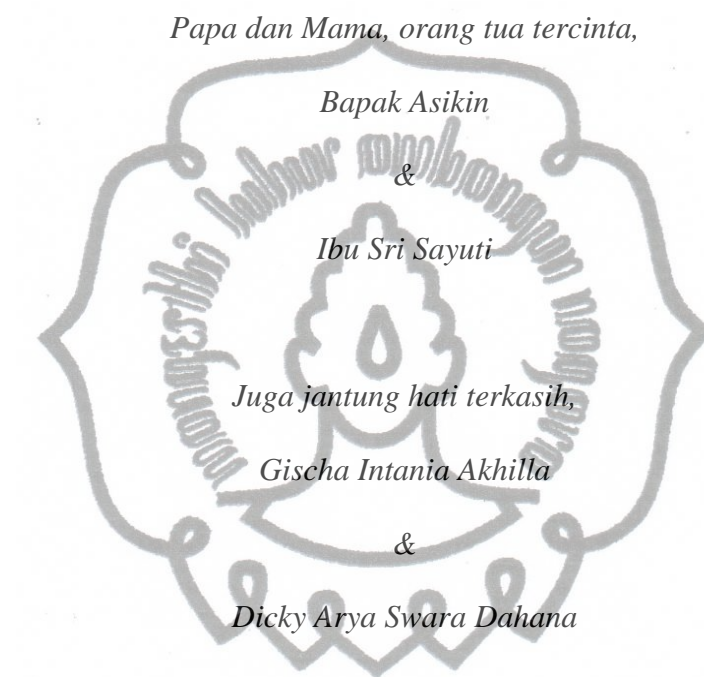 Papa dan Mama, orang tua tercinta,
Bapak Asikin
&
Ibu Sri Sayuti
Juga jantung hati terkasih,
Gischa Intania Akhilla
&
Dicky Arya Swara Dahana